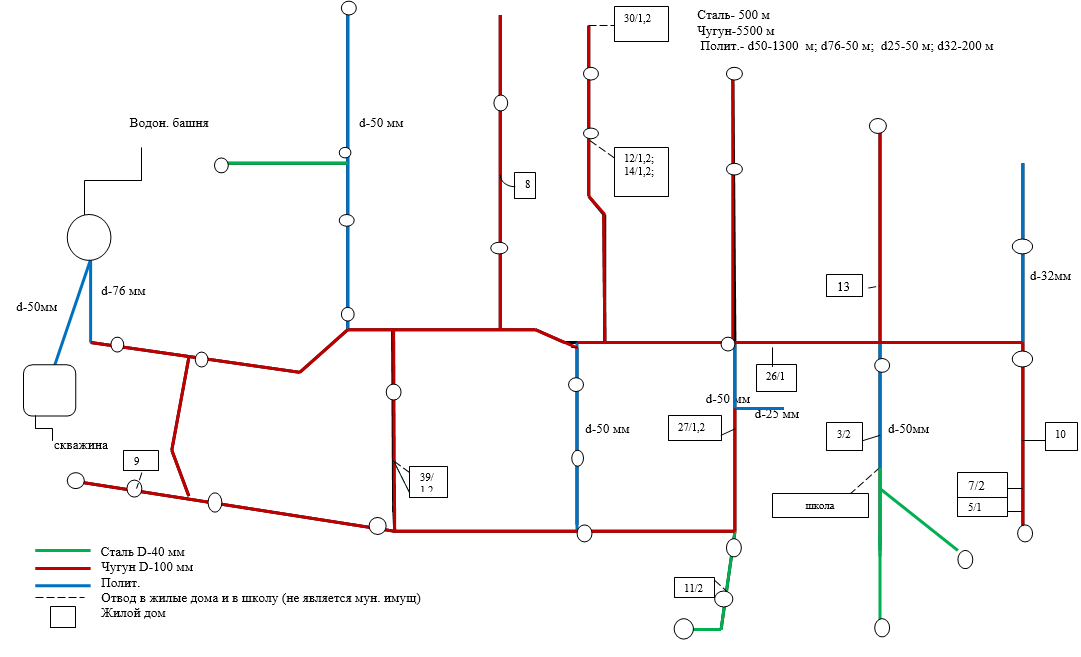 30/1,2
Сталь- 500 м
Чугун-5500 м
Полит.- d50-1300 м; d76-50 м; d25-50 м; d32-200 м
Водон. башня
d-50 мм
12/1,2;
14/1,2;
8
d-76 мм
d-50мм
13
d-32мм
26/1
d-50 мм
d-25 мм
27/1,2
d-50 мм
3/2
d-50мм
10
скважина
9
39/
1,2
7/2
5/1
школа
Сталь D-40 мм
Чугун D-100 мм
Полит.
Отвод в жилые дома и в школу (не является мун. имущ)
Жилой дом
11/2